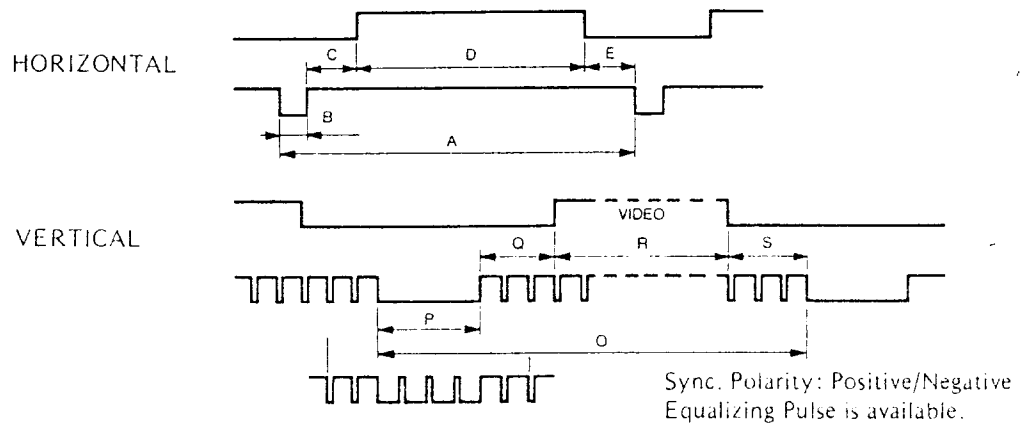 C D E
HORIZONTAL
B
A
VIDEO
VERTICAL
Q R S
P
O
Sync. Polarity: Positive/Negative
Equalizing Pulse is available.